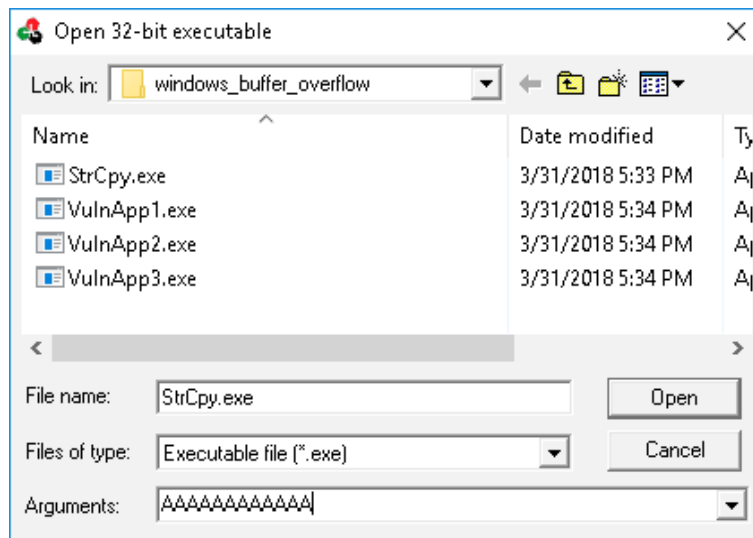 Open 32-bit executable
Look in: windows_buffer_overflow
Name Date modified Ty
StrCpy.exe 3/31/2018 5:33 PM A
VulnApp1.exe 3/31/2018 5:34 PM A
VulnApp2.exe 3/31/2018 5:34 PM A
VulnApp3.exe 3/31/2018 5:34 PM A
File name: StrCpy.exe Open
Files of type: Executable file (*.exe) Cancel
Arguments: AAAAAAAAAAAA